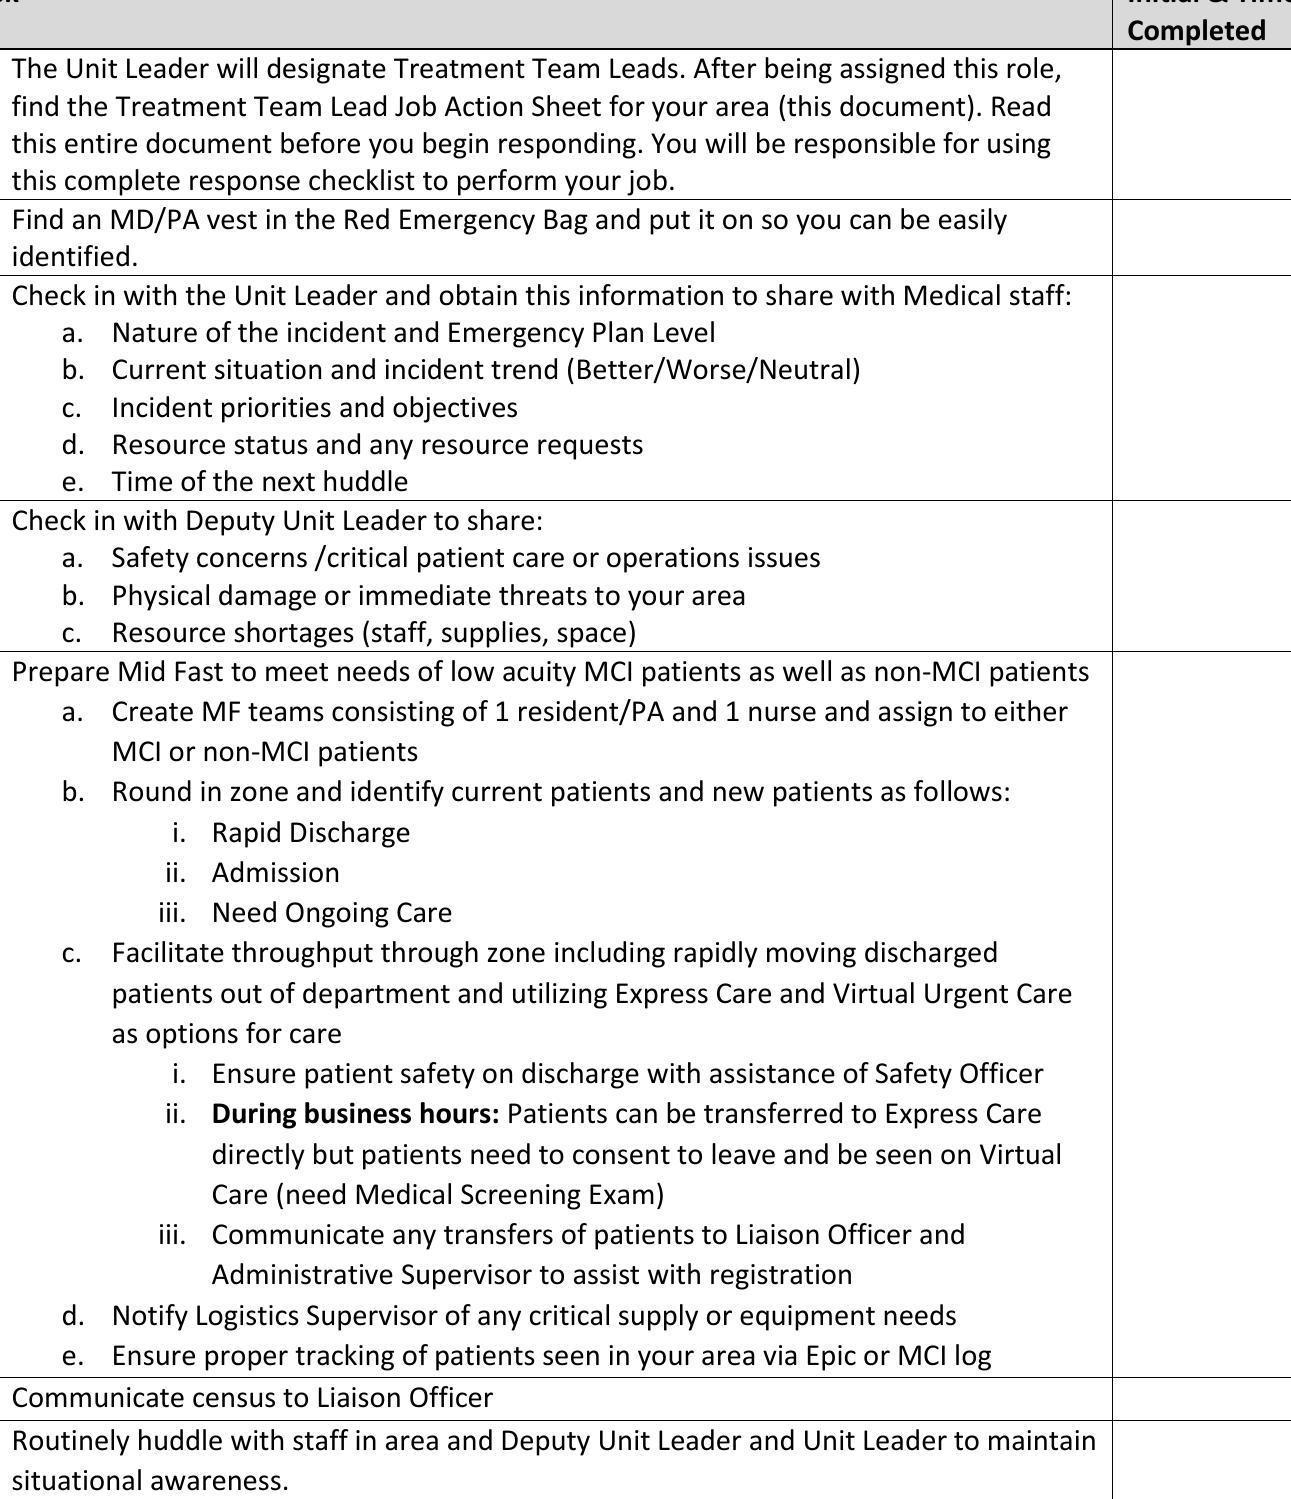 Completed
The Unit Leader will designate Treatment Team Leads. After being assigned this role,
find the Treatment Team Lead Job Action Sheet for your area (this document). Read
this entire document before you begin responding. You will be responsible for using
this complete response checklist to perform your job.
Find an MD/PA vest in the Red Emergency Bag and put it on so you can be easily
identified.
Check in with the Unit Leader and obtain this information to share with Medical staff:
a. Nature of the incident and Emergency Plan Level
b. Current situation and incident trend (Better/Worse/Neutral)
c. Incident priorities and objectives
d. Resource status and any resource requests
e. Time of the next huddle
Check in with Deputy Unit Leader to share:
a. Safety concerns /critical patient care or operations issues
b. Physical damage or immediate threats to your area
c. Resource shortages (staff, supplies, space)
Prepare Mid Fast to meet needs of low acuity MCI patients as well as non-MCI patients
a. Create MF teams consisting of 1 resident/PA and 1 nurse and assign to either
MCI or non-MCI patients
b. Round in zone and identify current patients and new patients as follows:
i. Rapid Discharge
ii. Admission
iii. Need Ongoing Care
c. Facilitate throughput through zone including rapidly moving discharged
patients out of department and utilizing Express Care and Virtual Urgent Care
as options for care
i. Ensure patient safety on discharge with assistance of Safety Officer
ii. During business hours: Patients can be transferred to Express Care
directly but patients need to consent to leave and be seen on Virtual
Care (need Medical Screening Exam)
iii. Communicate any transfers of patients to Liaison Officer and
Administrative Supervisor to assist with registration
d. Notify Logistics Supervisor of any critical supply or equipment needs
e. Ensure proper tracking of patients seen in your area via Epic or MCI log
Communicate census to Liaison Officer
Routinely huddle with staff in area and Deputy Unit Leader and Unit Leader to maintain
situational awareness.